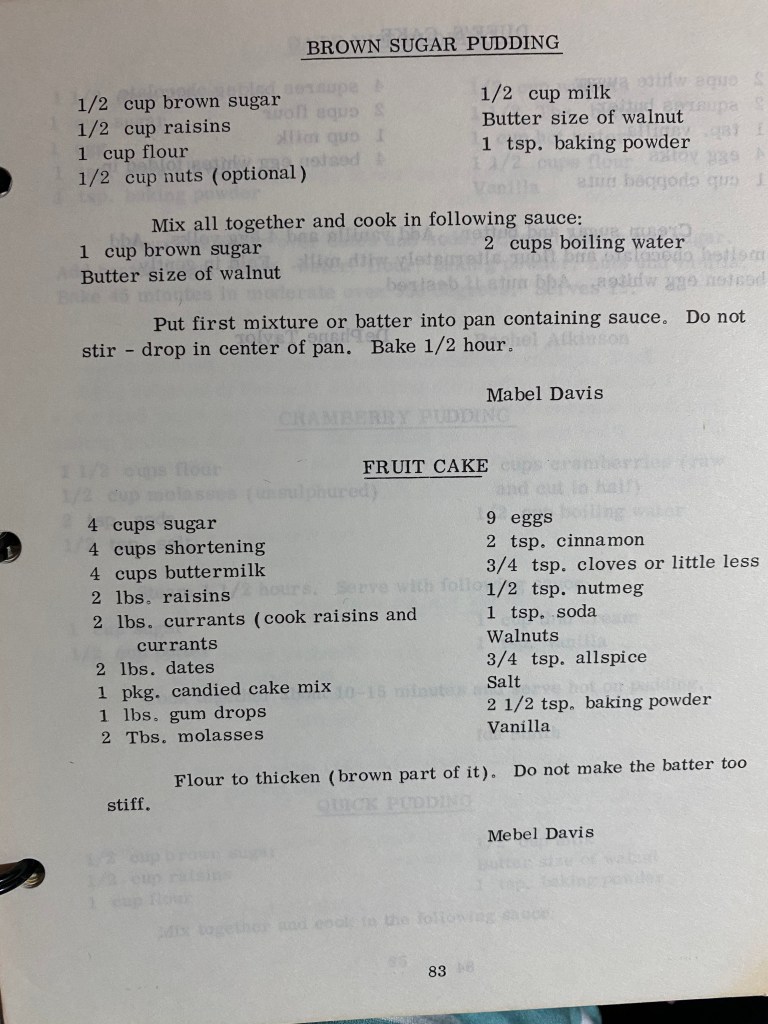 BROWN SUGAR PUDDING
1/2 cup brown sugar
1/2 cup raisins
1 cup flour
1/2 cup nuts (optional)
1/2 cup milk
Butter size of walnut
1 tsp. baking powder
Mix all together and cook in following sauce:
1 cup brown sugar
Butter size of walnut
2 cups boiling water
Put first mixture or batter into pan containing sauce. Do not
stir - drop in center of pan. Bake 1/2 hour.
Mabel Davis
FRUIT CAKE
4 cups sugar
4 cups shortening
4 cups buttermilk
2 lbs. raisins
2 lbs. currants (cook raisins and
currants
2 lbs. dates
1 pkg. candied cake mix
1 lbs. gum drops
2 Tbs. molasses
9 eggs
2 tsp. cinnamon
3/4 tsp. cloves or little less
1/2 tsp. nutmeg
1 tsp. soda
Walnuts
3/4 tsp. allspice
Salt
2 1/2 tsp. baking powder
Vanilla
Flour to thicken (brown part of it). Do not make the batter too
stiff.
Mebel Davis
83